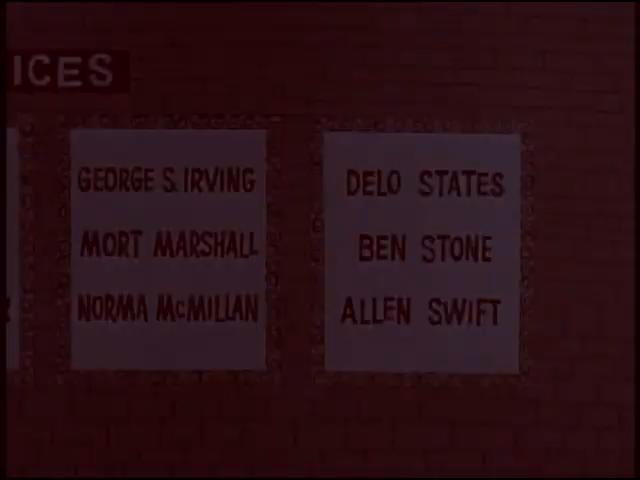 ICES
GEORGE S. IRVING
MORT MARSHALL
NORMA McMILLAN
DELO STATES
BEN STONE
ALLEN SWIFT